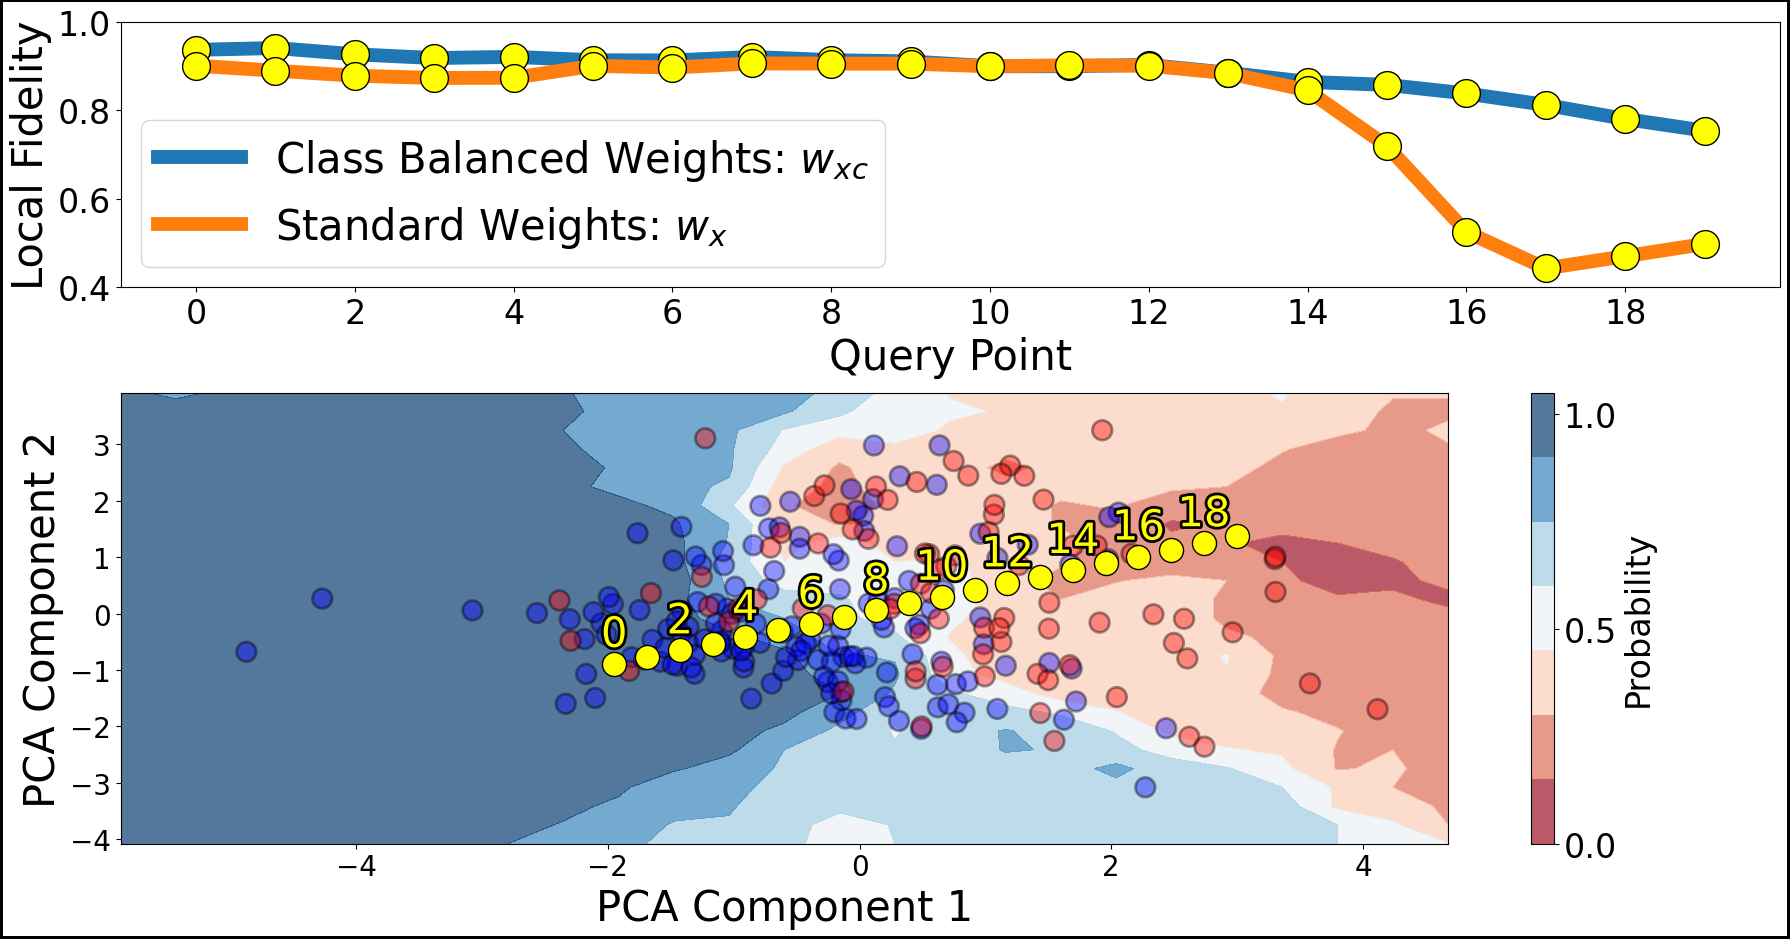 Local Fidelity
1.0
0.8
0.6
0.4
Class Balanced Weights: w_xc
Standard Weights: w_x
0 2 4 6 8 10 12 14 16 18
Query Point
PCA Component 2
3
2
1
0
−1
−2
−3
−4
0 2 4 6 8 10 12 14 16 18
−4 −2 0 2 4
PCA Component 1
1.0
0.5
0.0
Probability